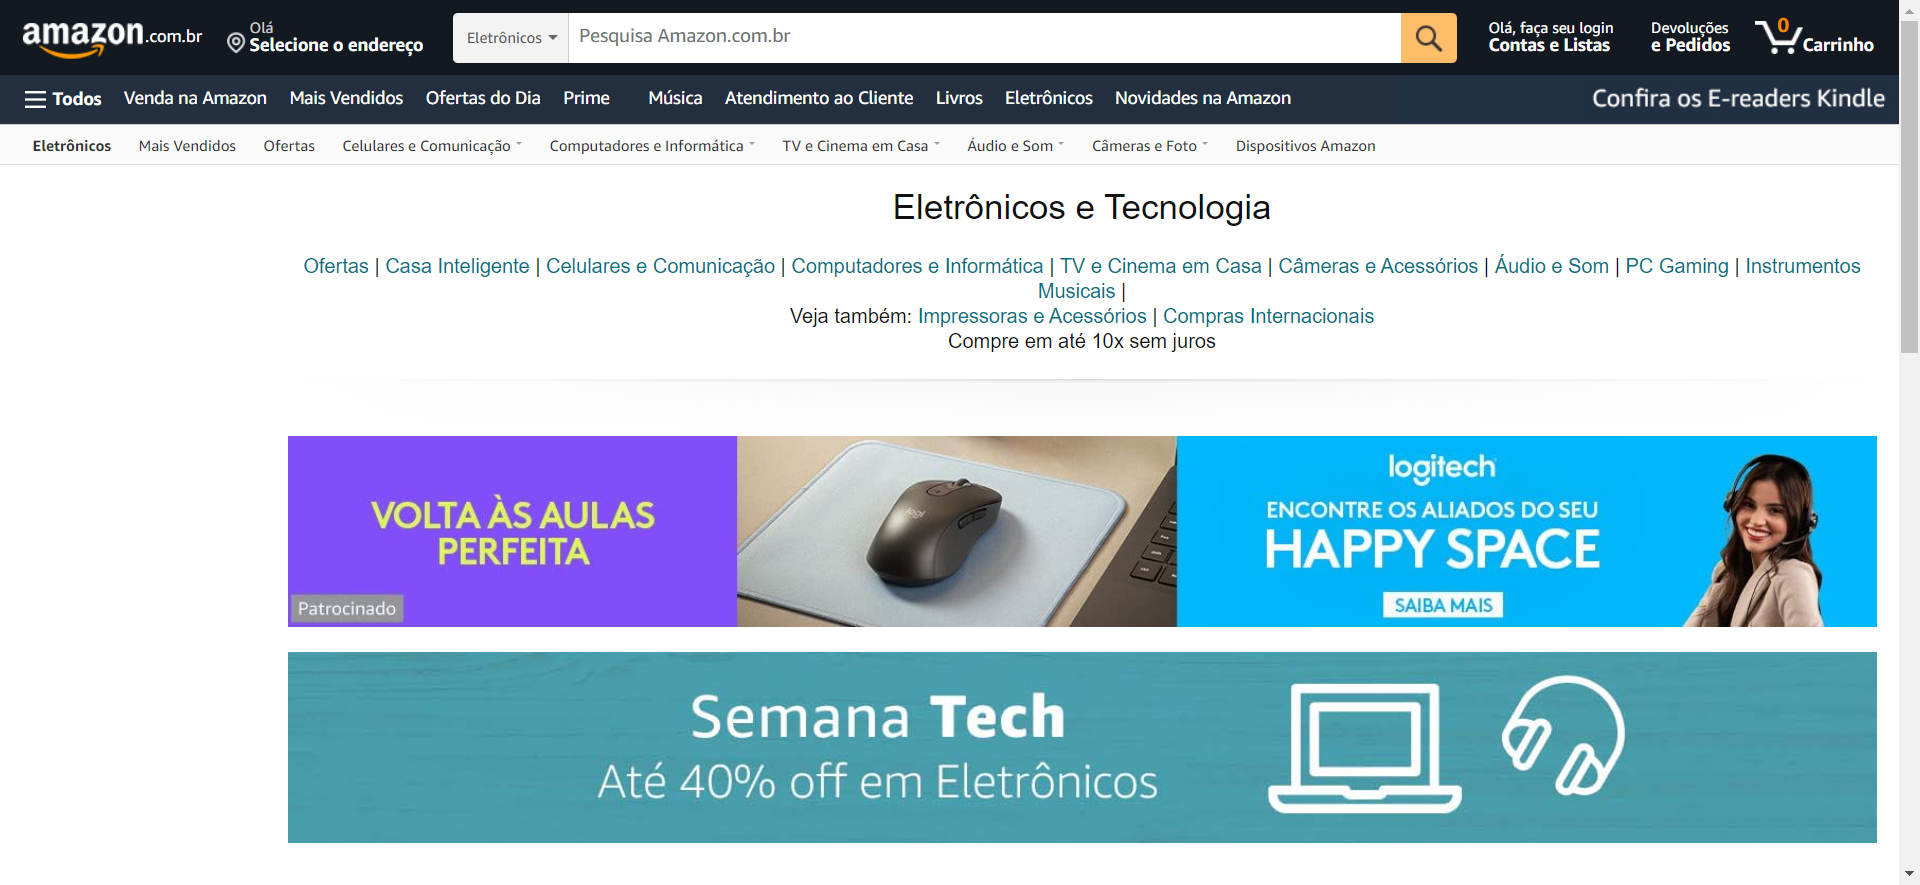 amazon.com.br
Olá
Selecione o endereço
Eletrônicos
Pesquisa Amazon.com.br
Olá, faça seu login
Contas e Listas
Devoluções
e Pedidos
0
Carrinho
Todos
Venda na Amazon
Mais Vendidos
Ofertas do Dia
Prime
Música
Atendimento ao Cliente
Livros
Eletrônicos
Novidades na Amazon
Confira os E-readers Kindle
Eletrônicos
Mais Vendidos
Ofertas
Celulares e Comunicação
Computadores e Informática
TV e Cinema em Casa
Áudio e Som
Câmeras e Foto
Dispositivos Amazon
Eletrônicos e Tecnologia
Ofertas | Casa Inteligente | Celulares e Comunicação | Computadores e Informática | TV e Cinema em Casa | Câmeras e Acessórios | Áudio e Som | PC Gaming | Instrumentos
Musicais |
Veja também: Impressoras e Acessórios | Compras Internacionais
Compre em até 10x sem juros
VOLTA ÀS AULAS
PERFEITA
Patrocinado
logi
logitech
ENCONTRE OS ALIADOS DO SEU
HAPPY SPACE
SAIBA MAIS
Semana Tech
Até 40% off em Eletrônicos